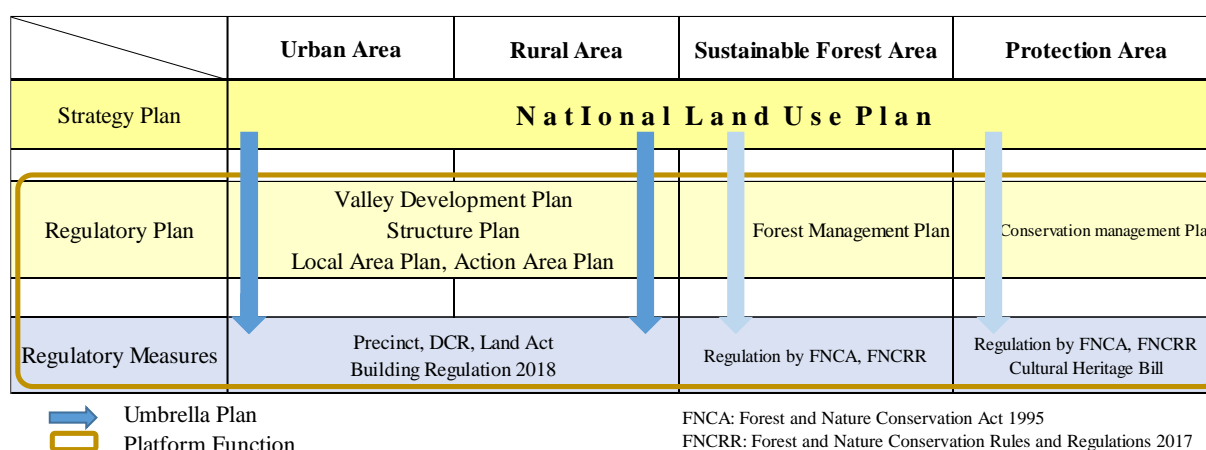 Urban Area
Rural Area
Sustainable Forest Area
Protection Area
Strategy Plan
NatIonal Land Use Plan
Regulatory Plan
Valley Development Plan
Structure Plan
Local Area Plan, Action Area Plan
Forest Management Plan
Conservation management Pla
Regulatory Measures
Precinct, DCR, Land Act
Building Regulation 2018
Regulation by FNCA, FNCRR
Regulation by FNCA, FNCRR
Cultural Heritage Bill
Umbrella Plan
Platform Function
FNCA: Forest and Nature Conservation Act 1995
FNCRR: Forest and Nature Conservation Rules and Regulations 2017